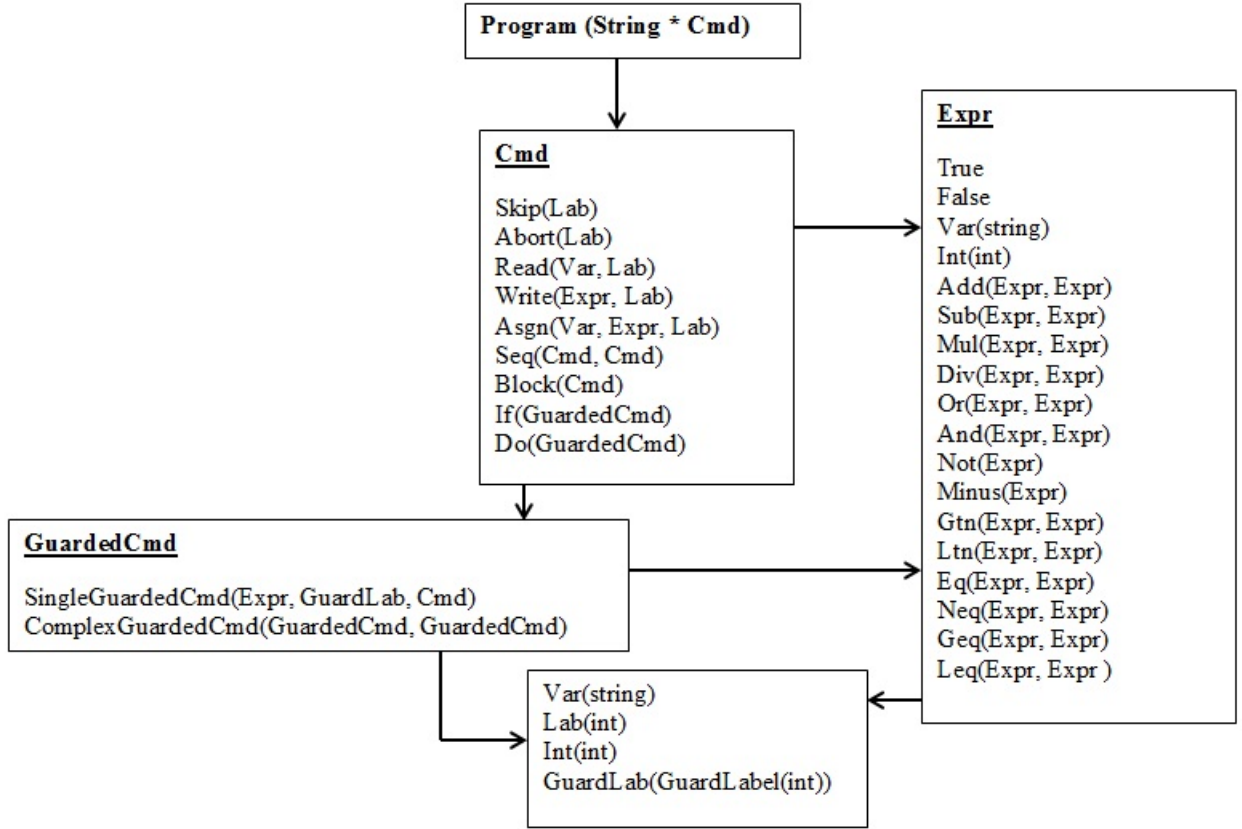 Program (String * Cmd)
Cmd
Skip(Lab)
Abort(Lab)
Read(Var, Lab)
Write(Expr, Lab)
Asgn(Var, Expr, Lab)
Seq(Cmd, Cmd)
Block(Cmd)
If(GuardedCmd)
Do(GuardedCmd)
Expr
True
False
Var(string)
Int(int)
Add(Expr, Expr)
Sub(Expr, Expr)
Mul(Expr, Expr)
Div(Expr, Expr)
Or(Expr, Expr)
And(Expr, Expr)
Not(Expr)
Minus(Expr)
Gtn(Expr, Expr)
Ltn(Expr, Expr)
Eq(Expr, Expr)
Neq(Expr, Expr)
Geq(Expr, Expr)
Leq(Expr, Expr )
GuardedCmd
SingleGuardedCmd(Expr, GuardLab, Cmd)
ComplexGuardedCmd(GuardedCmd, GuardedCmd)
Var(string)
Lab(int)
Int(int)
GuardLab(GuardLabel(int))